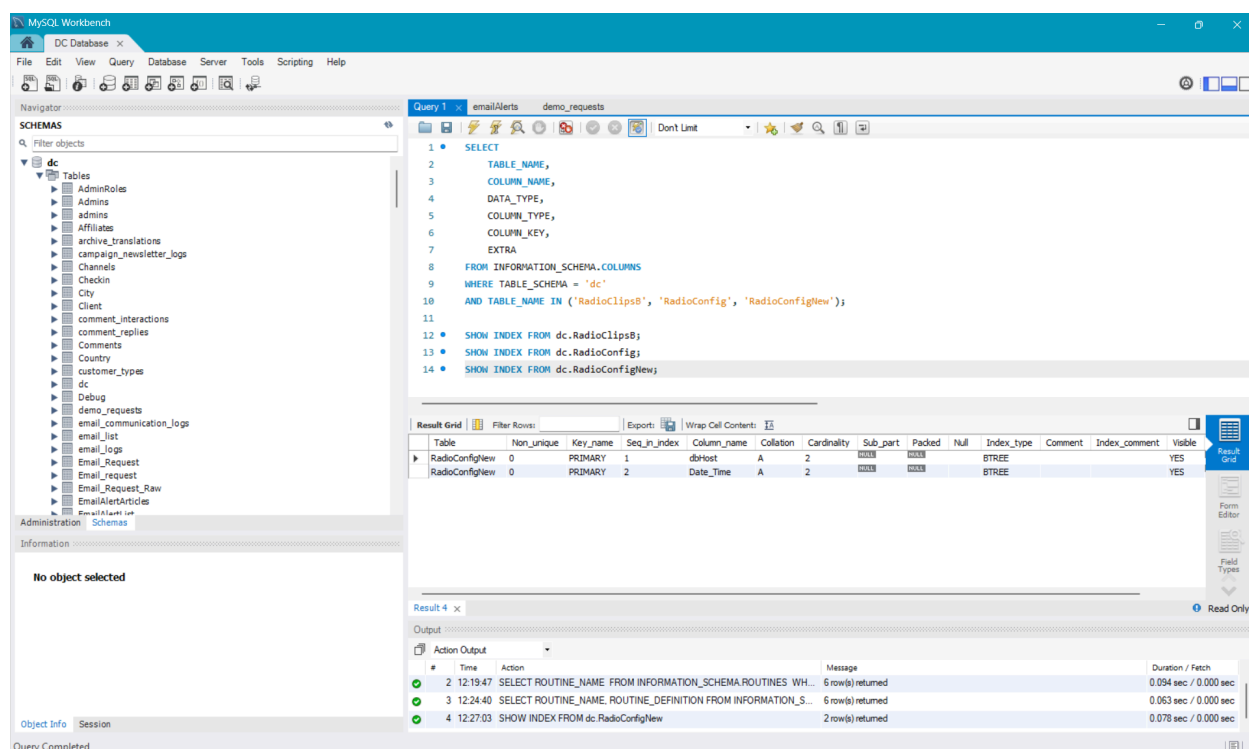 MySQL Workbench
DC Database
File Edit View Query Database Server Tools Scripting Help
Navigator
SCHEMAS
Filter objects
dc
Tables
AdminRoles
Admins
admins
Affiliates
archive_translations
campaign_newsletter_logs
Channels
Checkin
City
Client
comment_interactions
comment_replies
Comments
Country
customer_types
dc
Debug
demo_requests
email_communication_logs
email_list
email_logs
Email_Request
Email_request
Email_Request_Raw
EmailAlertArticles
EmailAlertList
Administration Schemas
Information
No object selected
Object Info Session
Query Completed
Query 1 emailAlerts demo_requests
Don't Limit
1 SELECT
2 TABLE_NAME,
3 COLUMN_NAME,
4 DATA_TYPE,
5 COLUMN_TYPE,
6 COLUMN_KEY,
7 EXTRA
8 FROM INFORMATION_SCHEMA.COLUMNS
9 WHERE TABLE_SCHEMA = 'dc'
10 AND TABLE_NAME IN ('RadioClipsB', 'RadioConfig', 'RadioConfigNew');
11
12 SHOW INDEX FROM dc.RadioClipsB;
13 SHOW INDEX FROM dc.RadioConfig;
14 SHOW INDEX FROM dc.RadioConfigNew;
Result Grid Filter Rows: Export: Wrap Cell Content:
Table Non_unique Key_name Seq_in_index Column_name Collation Cardinality Sub_part Packed Null Index_type Comment Index_comment Visible
RadioConfigNew 0 PRIMARY 1 dbHost A 2 NULL NULL BTREE YES
RadioConfigNew 0 PRIMARY 2 Date_Time A 2 NULL NULL BTREE YES
Result Grid
Form Editor
Field Types
Result 4 Read Only
Output
Action Output
# Time Action Message Duration / Fetch
2 12:19:47 SELECT ROUTINE_NAME FROM INFORMATION_SCHEMA.ROUTINES WH... 6 row(s) returned 0.094 sec / 0.000 sec
3 12:24:40 SELECT ROUTINE_NAME, ROUTINE_DEFINITION FROM INFORMATION_S... 6 row(s) returned 0.063 sec / 0.000 sec
4 12:27:03 SHOW INDEX FROM dc.RadioConfigNew 2 row(s) returned 0.078 sec / 0.000 sec